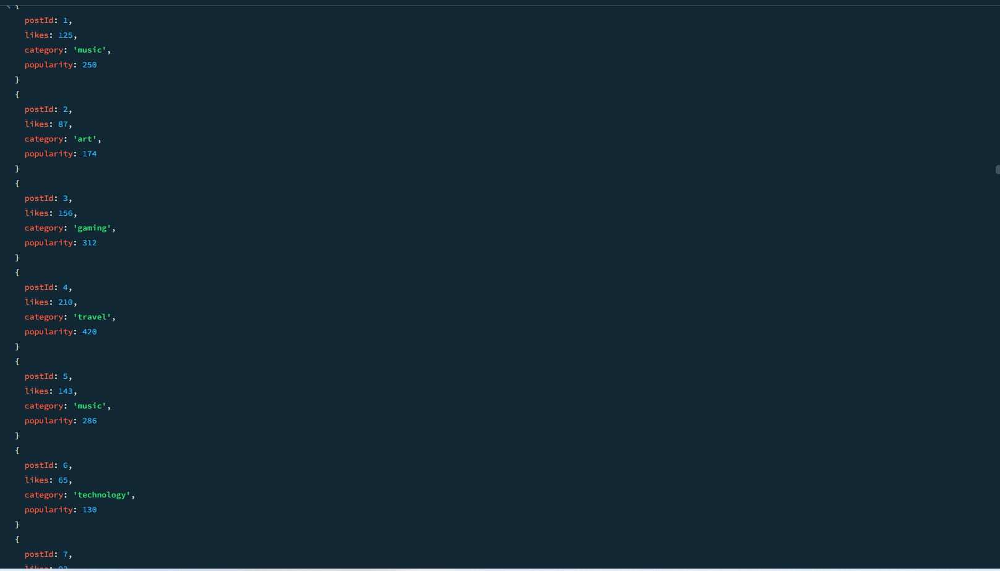 {
postId: 1,
likes: 125,
category: 'music',
popularity: 250
}
{
postId: 2,
likes: 87,
category: 'art',
popularity: 174
}
{
postId: 3,
likes: 156,
category: 'gaming',
popularity: 312
}
{
postId: 4,
likes: 210,
category: 'travel',
popularity: 420
}
{
postId: 5,
likes: 143,
category: 'music',
popularity: 286
}
{
postId: 6,
likes: 65,
category: 'technology',
popularity: 130
}
{
postId: 7,
likes: